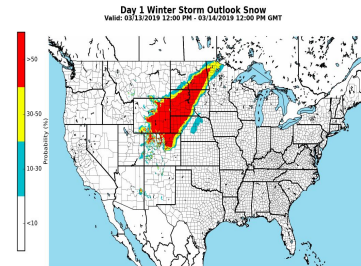 Day 1 Winter Storm Outlook Snow
Valid: 03/13/2019 12:00 PM - 03/14/2019 12:00 PM GMT
>50
30-50
10-30
<10
Probability (%)